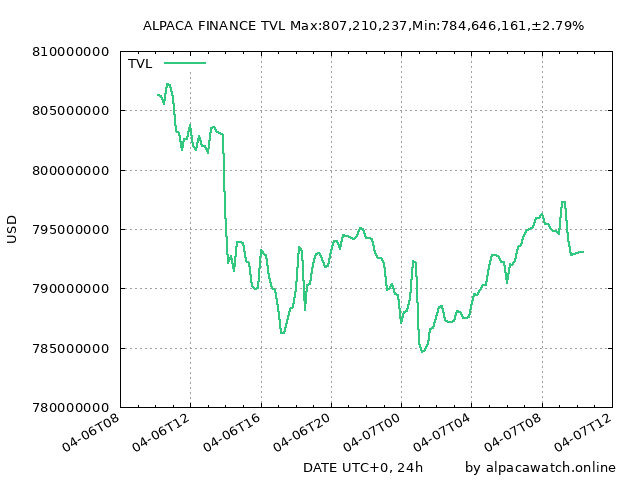 ALPACA FINANCE TVL Max:807,210,237,Min:784,646,161,±2.79%
TVL
810000000
805000000
800000000
795000000
790000000
785000000
780000000
USD
04-06T08
04-06T12
04-06T16
04-06T20
04-07T00
04-07T04
04-07T08
04-07T12
DATE UTC+0, 24h
by alpacawatch.online